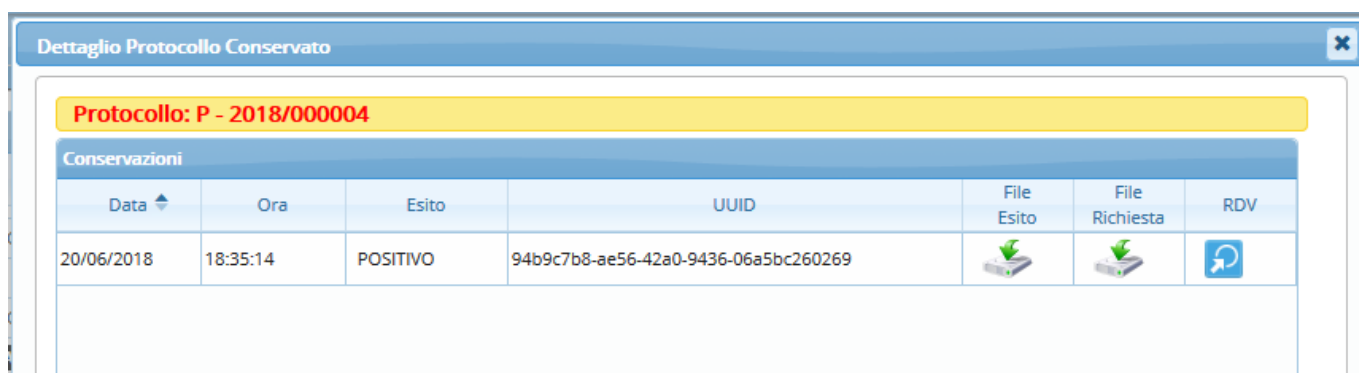 Dettaglio Protocollo Conservato
Protocollo: P - 2018/000004
Conservazioni
Data Ora Esito UUID File Esito File Richiesta RDV
20/06/2018 18:35:14 POSITIVO 94b9c7b8-ae56-42a0-9436-06a5bc260269